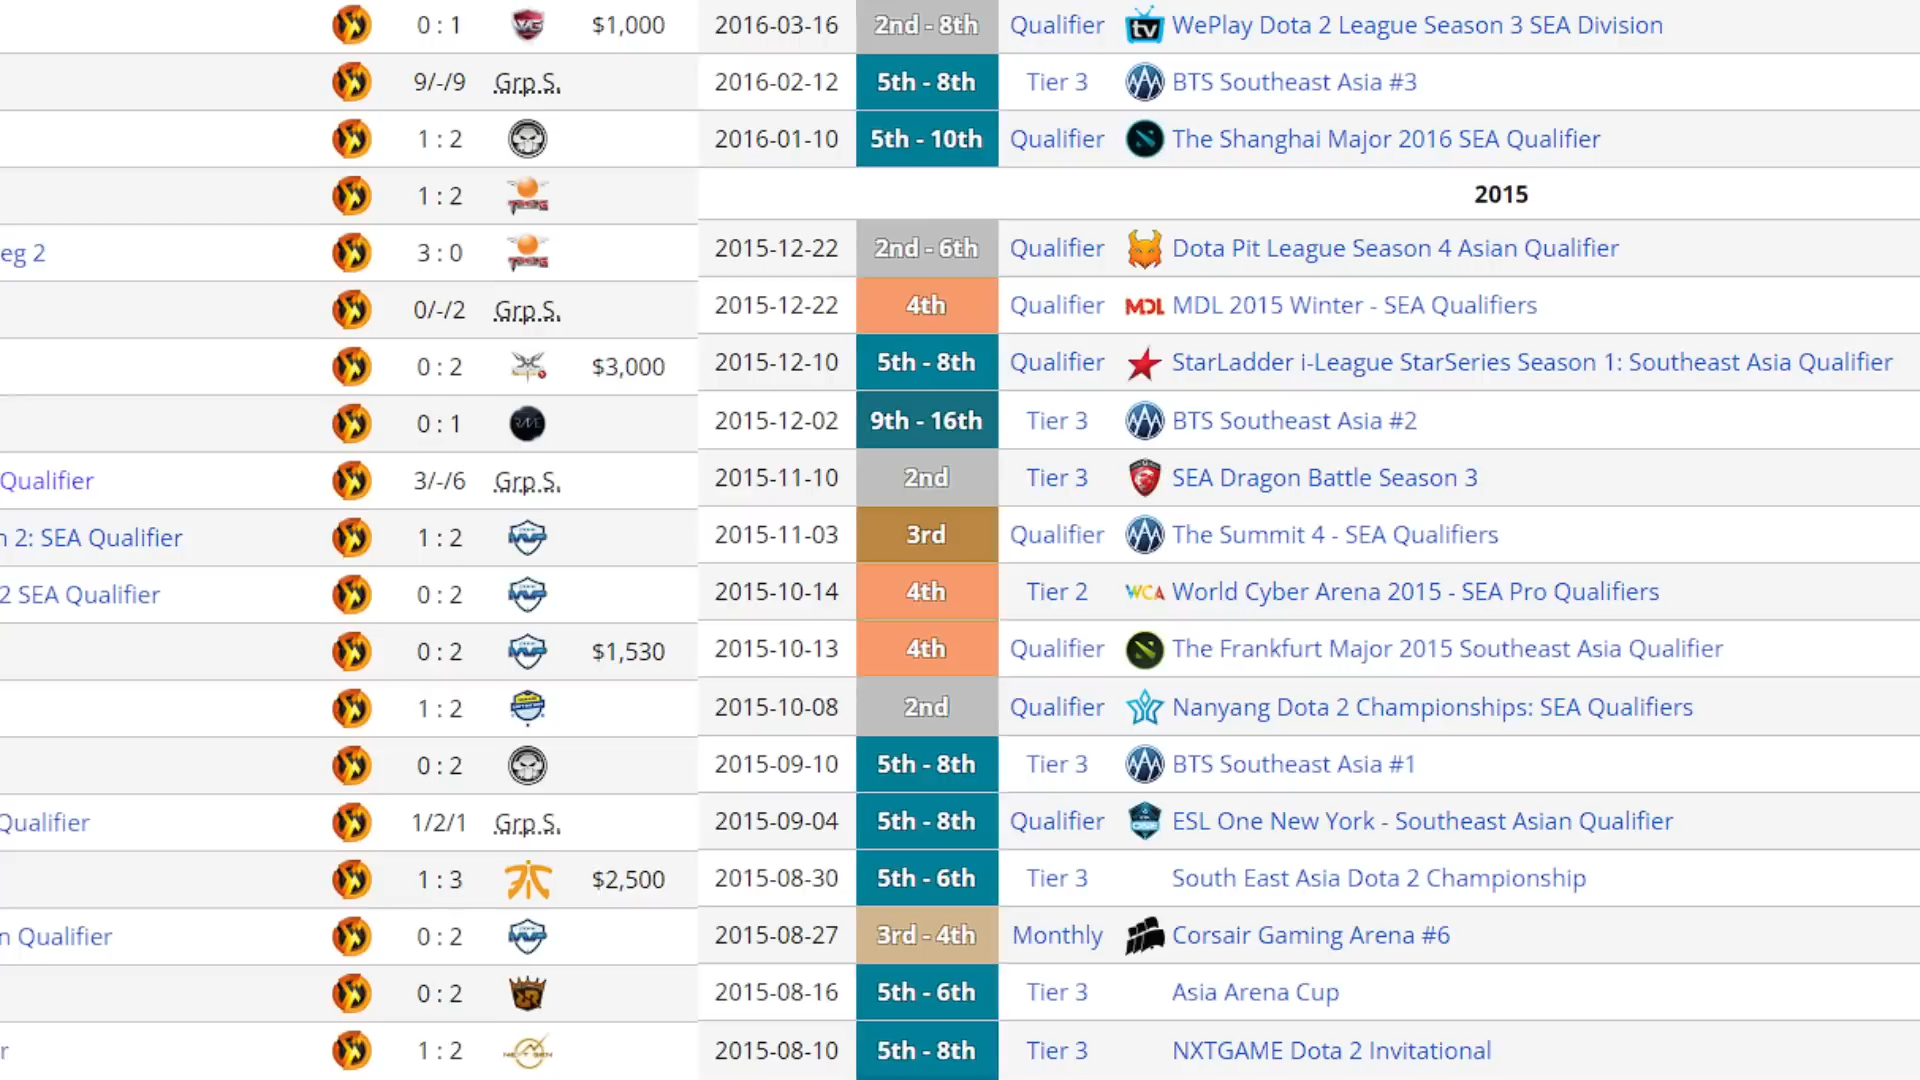 0 : 1 $1,000 2016-03-16 2nd - 8th Qualifier tv WePlay Dota 2 League Season 3 SEA Division
9/-/9 Grp.S. 2016-02-12 5th - 8th Tier 3 BTS Southeast Asia #3
1 : 2 2016-01-10 5th - 10th Qualifier The Shanghai Major 2016 SEA Qualifier
1 : 2
2015
eg 2 3 : 0 2015-12-22 2nd - 6th Qualifier Dota Pit League Season 4 Asian Qualifier
0/-/2 Grp.S. 2015-12-22 4th Qualifier MDL MDL 2015 Winter - SEA Qualifiers
0 : 2 $3,000 2015-12-10 5th - 8th Qualifier StarLadder i-League StarSeries Season 1: Southeast Asia Qualifier
0 : 1 2015-12-02 9th - 16th Tier 3 BTS Southeast Asia #2
Qualifier 3/-/6 Grp.S. 2015-11-10 2nd Tier 3 SEA Dragon Battle Season 3
n 2: SEA Qualifier 1 : 2 MVP 2015-11-03 3rd Qualifier The Summit 4 - SEA Qualifiers
2 SEA Qualifier 0 : 2 MVP 2015-10-14 4th Tier 2 WCA World Cyber Arena 2015 - SEA Pro Qualifiers
0 : 2 MVP $1,530 2015-10-13 4th Qualifier The Frankfurt Major 2015 Southeast Asia Qualifier
1 : 2 2015-10-08 2nd Qualifier Nanyang Dota 2 Championships: SEA Qualifiers
0 : 2 2015-09-10 5th - 8th Tier 3 BTS Southeast Asia #1
Qualifier 1/2/1 Grp.S. 2015-09-04 5th - 8th Qualifier ESL One New York - Southeast Asian Qualifier
1 : 3 $2,500 2015-08-30 5th - 6th Tier 3 South East Asia Dota 2 Championship
n Qualifier 0 : 2 MVP 2015-08-27 3rd - 4th Monthly Corsair Gaming Arena #6
0 : 2 2015-08-16 5th - 6th Tier 3 Asia Arena Cup
r 1 : 2 2015-08-10 5th - 8th Tier 3 NXTGAME Dota 2 Invitational